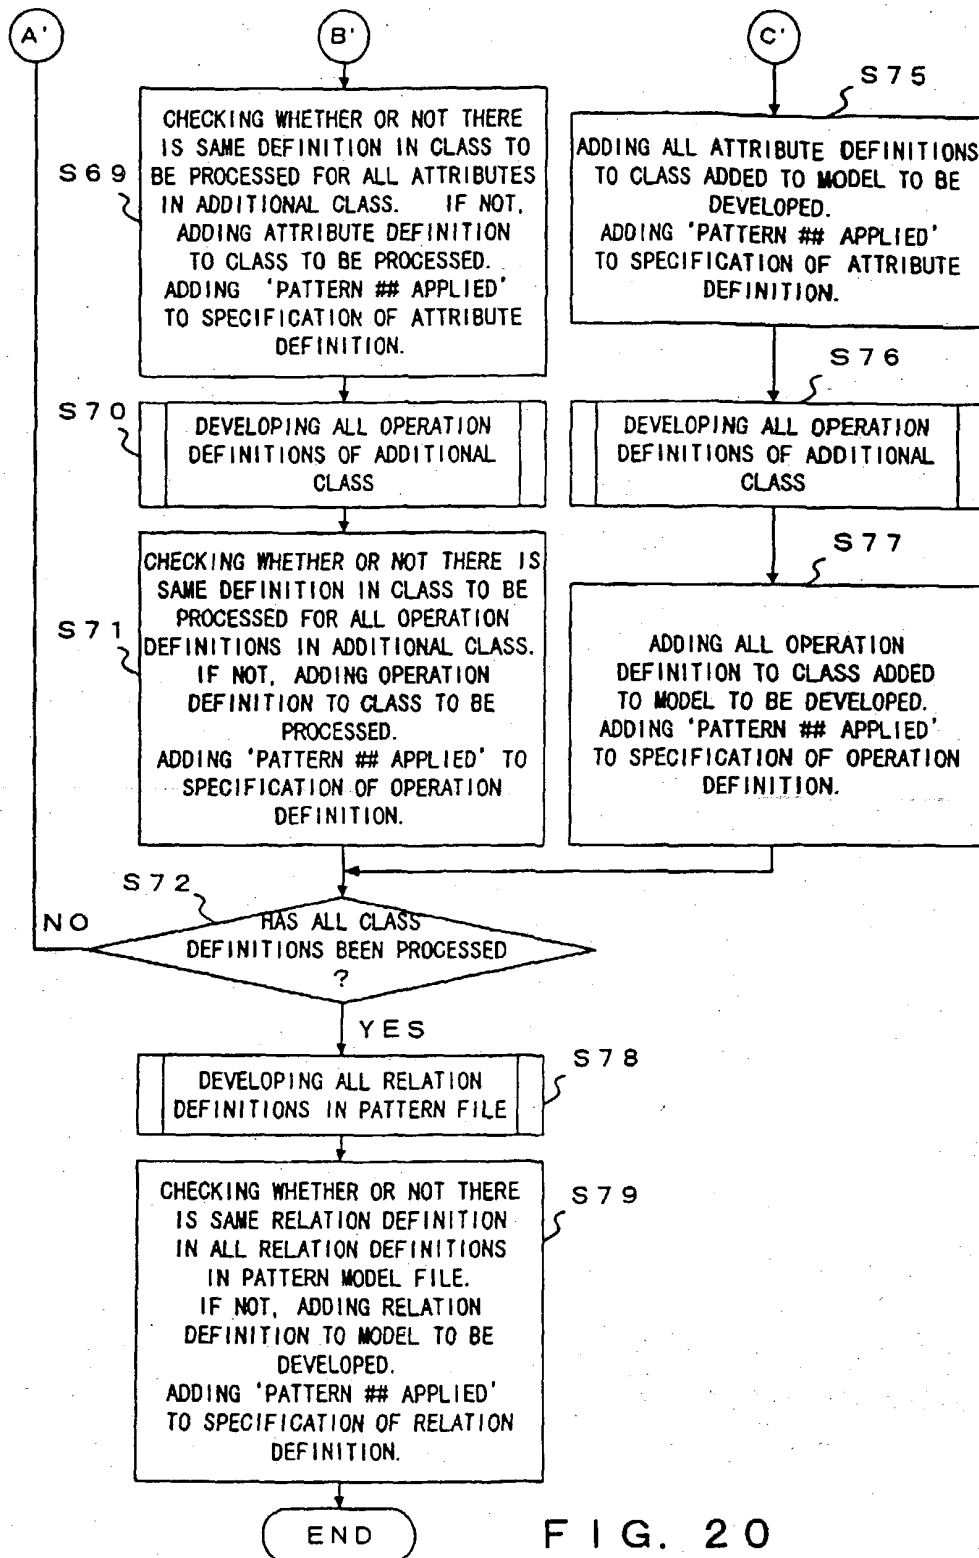 A'
B'
C'
S69
CHECKING WHETHER OR NOT THERE
IS SAME DEFINITION IN CLASS TO
BE PROCESSED FOR ALL ATTRIBUTES
IN ADDITIONAL CLASS. IF NOT,
ADDING ATTRIBUTE DEFINITION
TO CLASS TO BE PROCESSED.
ADDING 'PATTERN ## APPLIED'
TO SPECIFICATION OF ATTRIBUTE
DEFINITION.
S70
DEVELOPING ALL OPERATION
DEFINITIONS OF ADDITIONAL
CLASS
S71
CHECKING WHETHER OR NOT THERE IS
SAME DEFINITION IN CLASS TO BE
PROCESSED FOR ALL OPERATION
DEFINITIONS IN ADDITIONAL CLASS.
IF NOT, ADDING OPERATION
DEFINITION TO CLASS TO BE
PROCESSED.
ADDING 'PATTERN ## APPLIED' TO
SPECIFICATION OF OPERATION
DEFINITION.
S75
ADDING ALL ATTRIBUTE DEFINITIONS
TO CLASS ADDED TO MODEL TO BE
DEVELOPED.
ADDING 'PATTERN ## APPLIED'
TO SPECIFICATION OF ATTRIBUTE
DEFINITION.
S76
DEVELOPING ALL OPERATION
DEFINITIONS OF ADDITIONAL
CLASS
S77
ADDING ALL OPERATION
DEFINITION TO CLASS ADDED
TO MODEL TO BE DEVELOPED.
ADDING 'PATTERN ## APPLIED'
TO SPECIFICATION OF OPERATION
DEFINITION.
S72
NO
HAS ALL CLASS
DEFINITIONS BEEN PROCESSED
?
YES
S78
DEVELOPING ALL RELATION
DEFINITIONS IN PATTERN FILE
S79
CHECKING WHETHER OR NOT THERE
IS SAME RELATION DEFINITION
IN ALL RELATION DEFINITIONS
IN PATTERN MODEL FILE.
IF NOT, ADDING RELATION
DEFINITION TO MODEL TO BE
DEVELOPED.
ADDING 'PATTERN ## APPLIED'
TO SPECIFICATION OF RELATION
DEFINITION.
END
FIG. 20